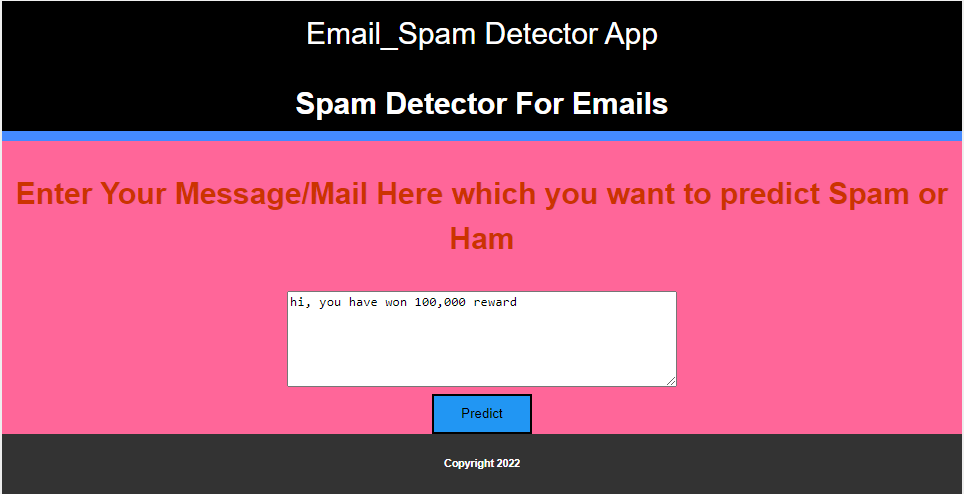 Email_Spam Detector App
Spam Detector For Emails
Enter Your Message/Mail Here which you want to predict Spam or
Ham
hi, you have won 100,000 reward
Predict
Copyright 2022